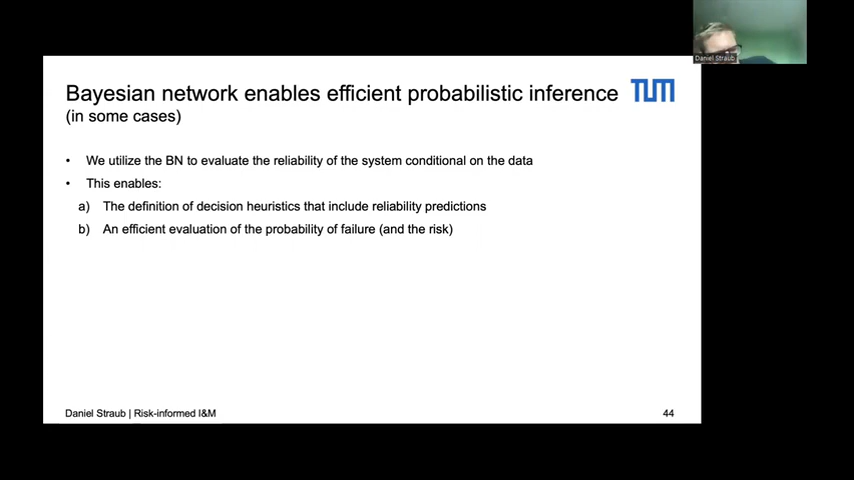 Daniel Straub
Bayesian network enables efficient probabilistic inference
TUM
(in some cases)
• We utilize the BN to evaluate the reliability of the system conditional on the data
• This enables:
a) The definition of decision heuristics that include reliability predictions
b) An efficient evaluation of the probability of failure (and the risk)
Daniel Straub | Risk-informed I&M
44